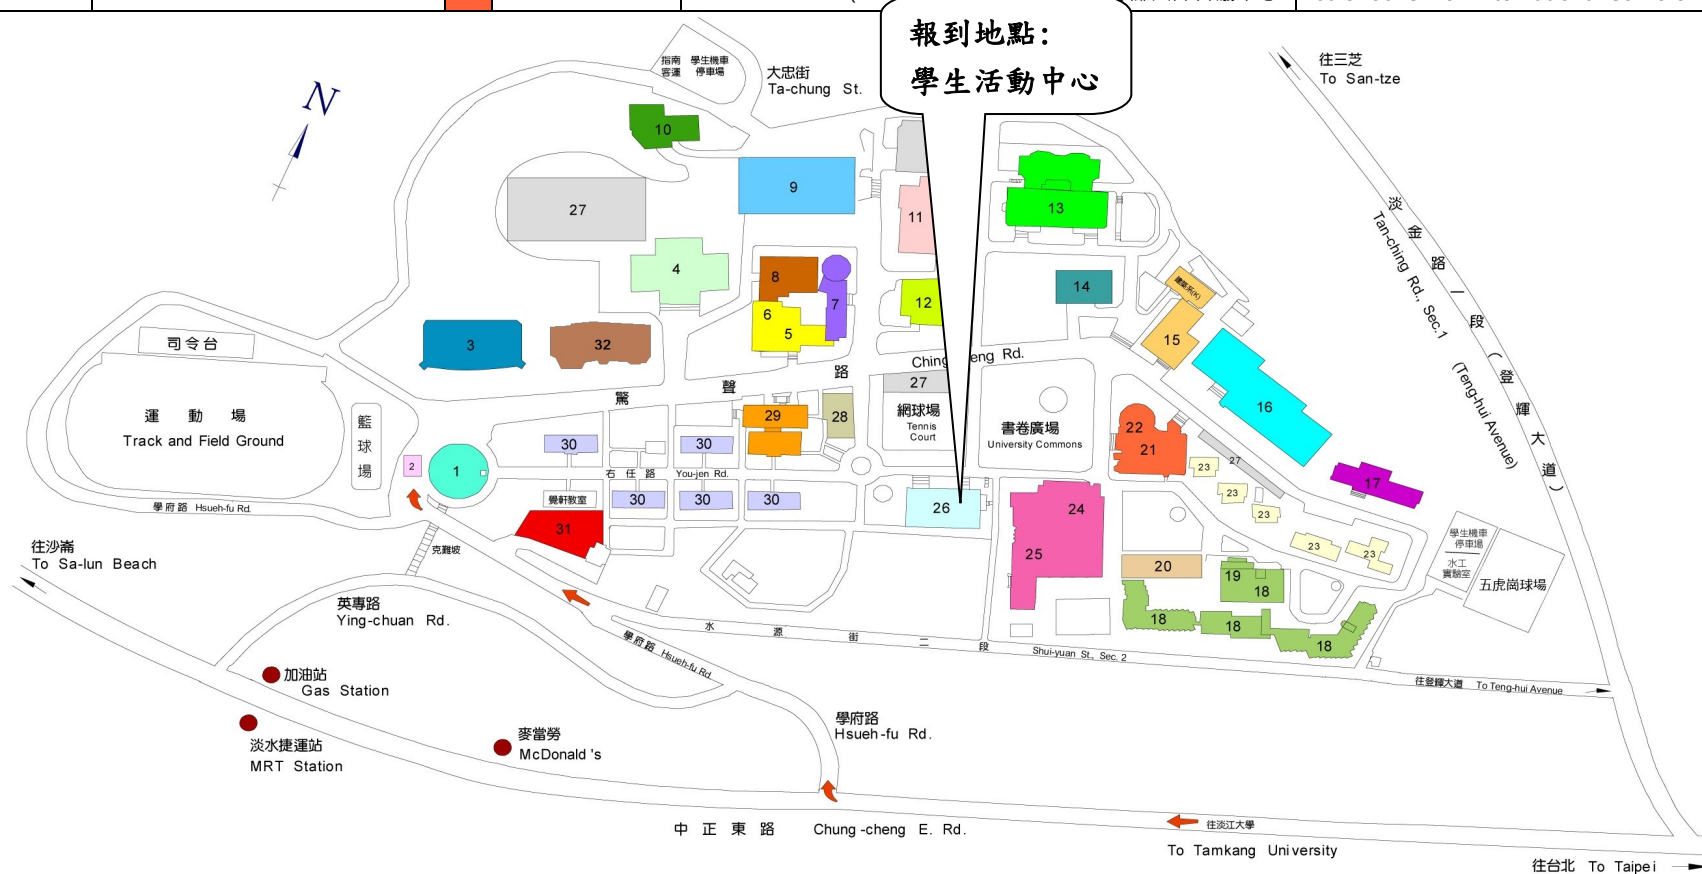 報到地點：
學生活動中心
指南
客運
學生機車
停車場
大忠街
Ta-chung St.
往三芝
To San-tze
N
10
9
27
11
13
4
8
7
6
5
12
14
建築系(K)
15
淡金路一段（登輝大道）
Tan-ching Rd., Sec.1 (Teng-hui Avenue)
司令台
3
32
運動場
Track and Field Ground
籃球場
驚聲路
Ching eng Rd.
27
網球場
Tennis
Court
書卷廣場
University Commons
16
22
21
27
17
29
28
30
30
2
1
右任路 You-jen Rd.
覺軒教室
30
30
30
31
26
24
25
23
23
23
23
23
20
19
18
18
18
18
學生機車
停車場
水工
實驗室
五虎崗球場
學府路 Hsueh-fu Rd.
克難坡
往沙崙
To Sa-lun Beach
英專路
Ying-chuan Rd.
水源街二段 Shui-yuan St., Sec. 2
學府路 Hsueh-fu Rd
往登輝大道 To Teng-hui Avenue
加油站
Gas Station
淡水捷運站
MRT Station
麥當勞
McDonald's
學府路
Hsueh-fu Rd.
中正東路 Chung-cheng E. Rd.
往淡江大學
To Tamkang University
往台北 To Taipei